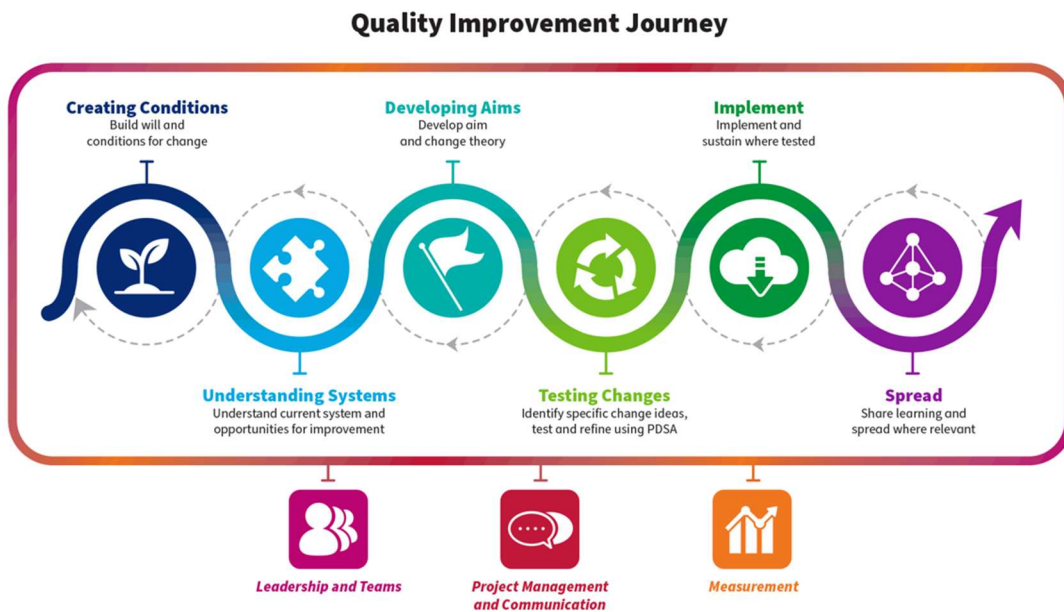 Quality Improvement Journey
Creating Conditions
Build will and
conditions for change
Developing Aims
Develop aim
and change theory
Implement
Implement and
sustain where tested
Understanding Systems
Understand current system and
opportunities for improvement
Testing Changes
Identify specific change ideas,
test and refine using PDSA
Spread
Share learning and
spread where relevant
Leadership and Teams
Project Management
and Communication
Measurement